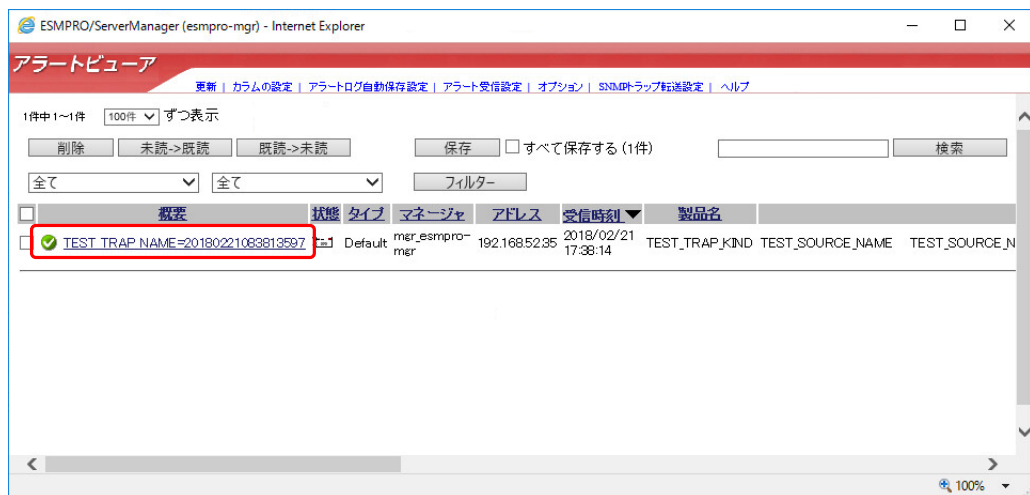 ESMPRO/ServerManager (esmpro-mgr) - Internet Explorer
アラートビューア
更新 | カラムの設定 | アラートログ自動保存設定 | アラート受信設定 | オプション | SNMPトラップ転送設定 | ヘルプ
1件中1～1件 100件 ずつ表示
削除 未読->既読 既読->未読 保存 すべて保存する(1件) 検索
全て 全て フィルター
概要 状態 タイプ マネージャ アドレス 受信時刻▼ 製品名
TEST_TRAP_NAME=20180221083813597 Default mgr_esmpro-mgr 192.168.52.35 2018/02/21 17:38:14 TEST_TRAP_KIND TEST_SOURCE_NAME TEST_SOURCE_N
100%